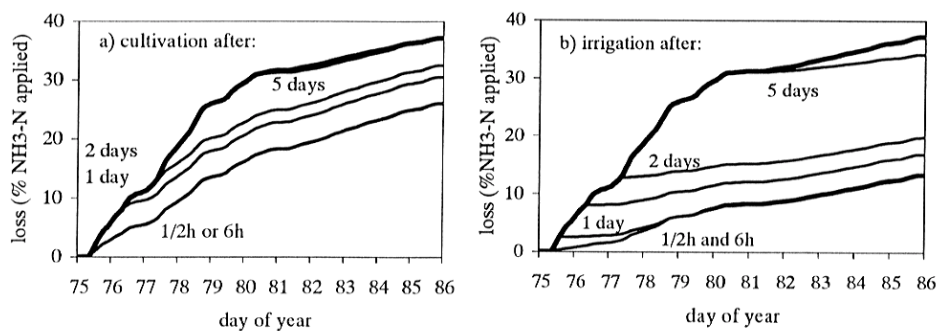 40
30
20
10
0
loss (% NH3-N applied)
a) cultivation after:
5 days
2 days
1 day
1/2h or 6h
75 76 77 78 79 80 81 82 83 84 85 86
day of year
40
30
20
10
0
loss (%NH3-N applied)
b) irrigation after:
5 days
2 days
1 day
1/2h and 6h
75 76 77 78 79 80 81 82 83 84 85 86
day of year